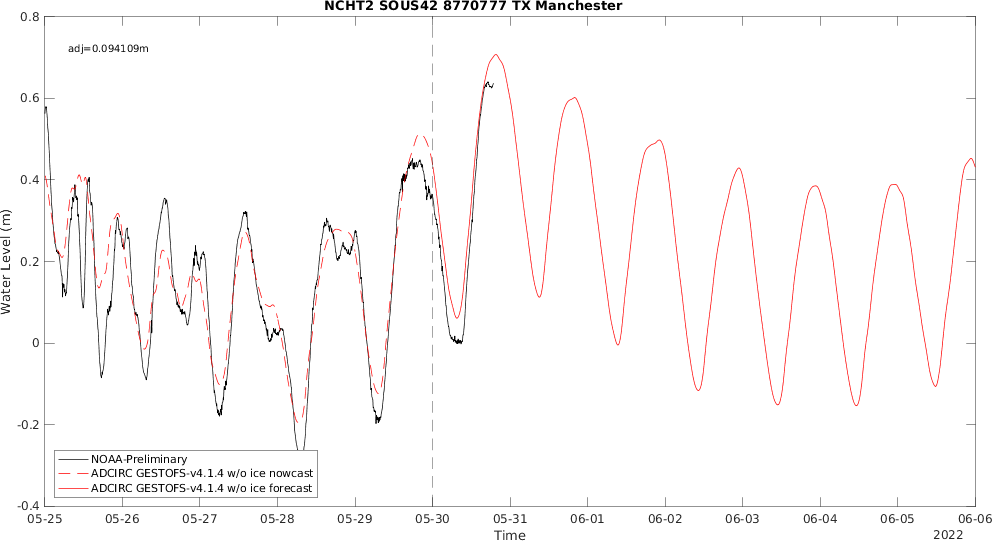 NCHT2 SOUS42 8770777 TX Manchester
adj=0.094109m
Water Level (m)
0.8
0.6
0.4
0.2
0
-0.2
-0.4
NOAA-Preliminary
ADCIRC GESTOFS-v4.1.4 w/o ice nowcast
ADCIRC GESTOFS-v4.1.4 w/o ice forecast
05-25 05-26 05-27 05-28 05-29 05-30 05-31 06-01 06-02 06-03 06-04 06-05 06-06
Time
2022